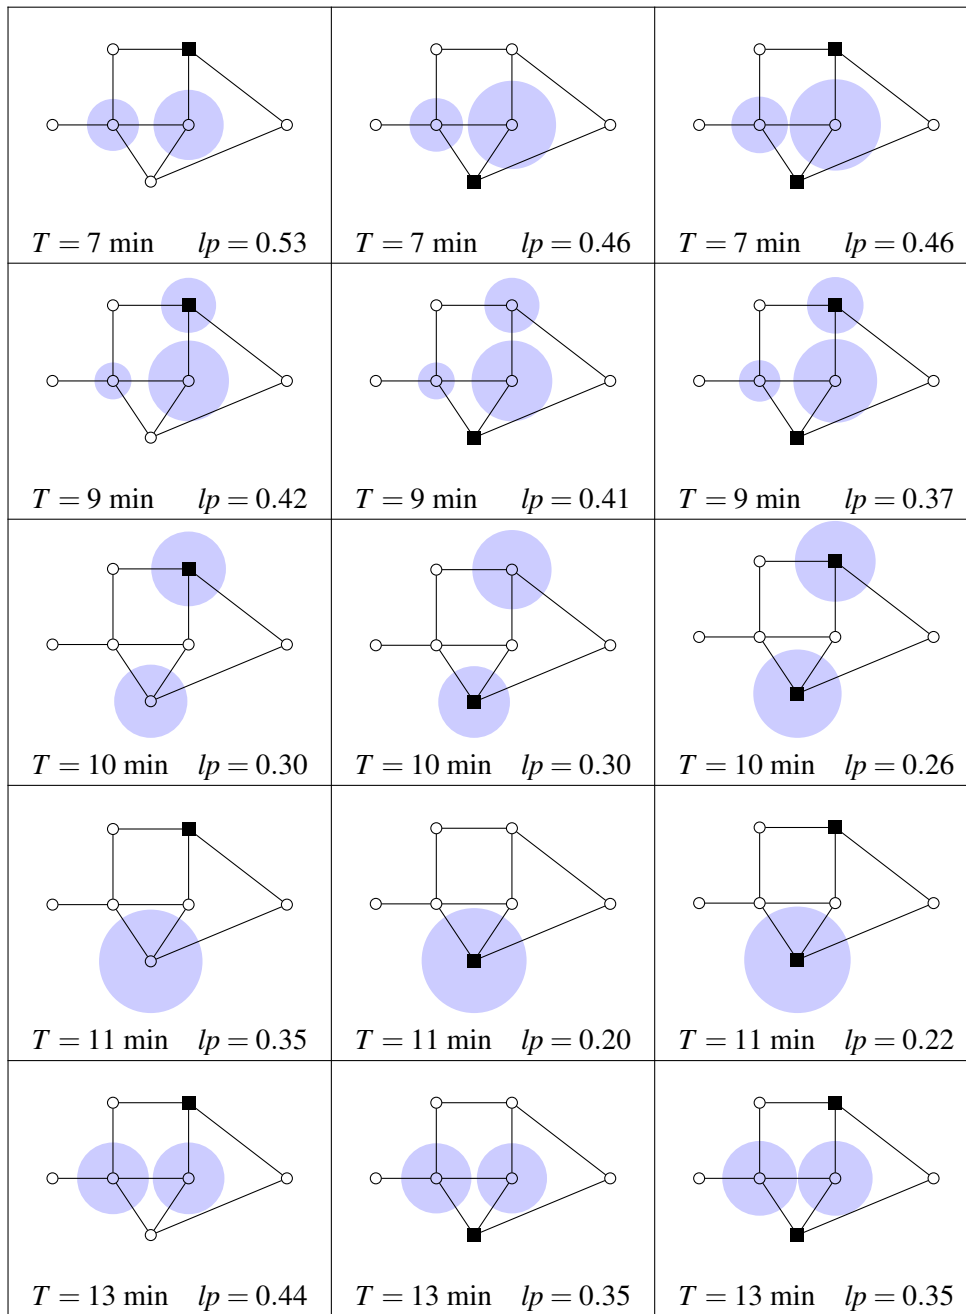 T = 7 min lp = 0.53
T = 7 min lp = 0.46
T = 7 min lp = 0.46
T = 9 min lp = 0.42
T = 9 min lp = 0.41
T = 9 min lp = 0.37
T = 10 min lp = 0.30
T = 10 min lp = 0.30
T = 10 min lp = 0.26
T = 11 min lp = 0.35
T = 11 min lp = 0.20
T = 11 min lp = 0.22
T = 13 min lp = 0.44
T = 13 min lp = 0.35
T = 13 min lp = 0.35